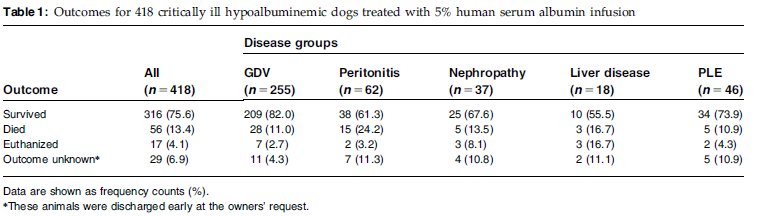 Table 1: Outcomes for 418 critically ill hypoalbuminemic dogs treated with 5% human serum albumin infusion
Disease groups
All GDV Peritonitis Nephropathy Liver disease PLE
Outcome (n = 418) (n = 255) (n = 62) (n = 37) (n = 18) (n = 46)
Survived 316 (75.6) 209 (82.0) 38 (61.3) 25 (67.6) 10 (55.5) 34 (73.9)
Died 56 (13.4) 28 (11.0) 15 (24.2) 5 (13.5) 3 (16.7) 5 (10.9)
Euthanized 17 (4.1) 7 (2.7) 2 (3.2) 3 (8.1) 3 (16.7) 2 (4.3)
Outcome unknown* 29 (6.9) 11 (4.3) 7 (11.3) 4 (10.8) 2 (11.1) 5 (10.9)
Data are shown as frequency counts (%).
*These animals were discharged early at the owners' request.